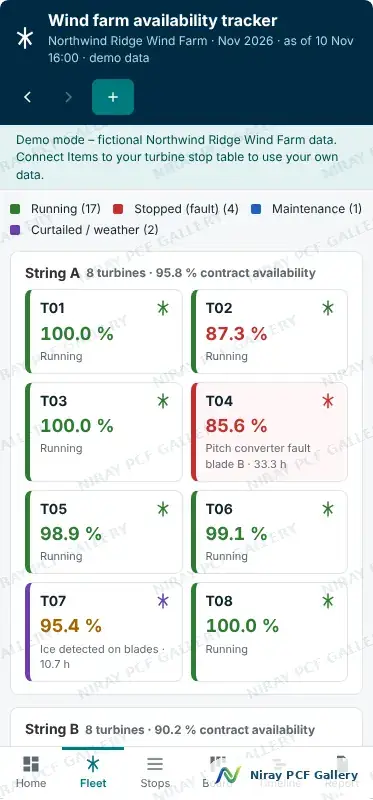 Wind farm availability tracker
Northwind Ridge Wind Farm · Nov 2026 · as of 10 Nov
16:00 · demo data
Demo mode – fictional Northwind Ridge Wind Farm data.
Connect Items to your turbine stop table to use your own
data.
Running (17) Stopped (fault) (4) Maintenance (1)
Curtailed / weather (2)
String A 8 turbines · 95.8 % contract availability
T01
100.0 %
Running
T02
87.3 %
Running
T03
100.0 %
Running
T04
85.6 %
Pitch converter fault
blade B · 33.3 h
T05
98.9 %
Running
T06
99.1 %
Running
T07
95.4 %
Ice detected on blades ·
10.7 h
T08
100.0 %
Running
String B 8 turbines · 90.2 % contract availability
Home Fleet Stops
Niray PCF Gallery
NIRAY PCF GALLERY